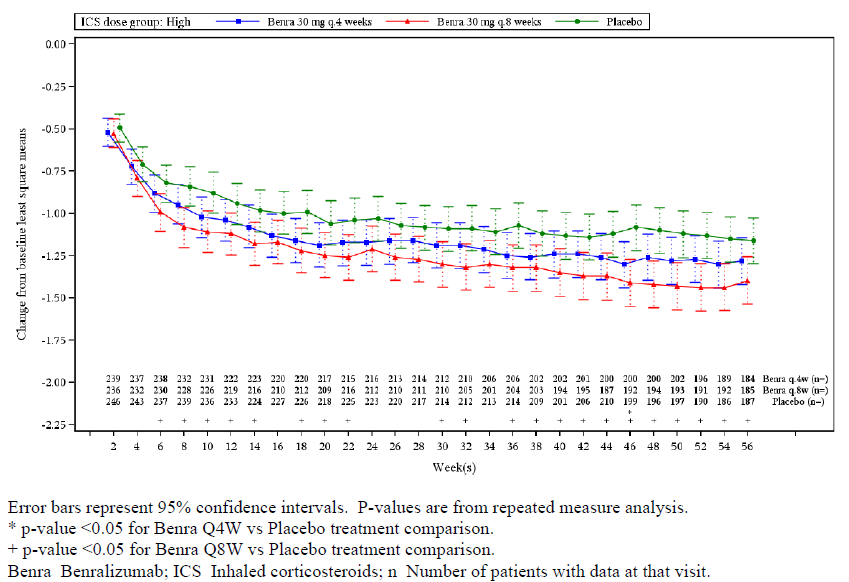 ICS dose group: High Benra 30 mg q.4 weeks Benra 30 mg q.8 weeks Placebo
0.00
-0.25
-0.50
-0.75
-1.00
-1.25
-1.50
-1.75
-2.00
-2.25
Change from baseline least square means
239 237 238 232 231 222 223 220 220 217 215 216 213 214 212 210 206 206 202 202 201 200 200 200 202 196 189 184 Benra q.4w (n=)
236 232 230 228 226 219 216 210 212 209 216 212 210 211 210 205 201 204 203 194 195 187 192 194 193 191 192 185 Benra q.8w (n=)
246 243 237 239 236 233 224 227 226 218 225 223 220 217 214 212 213 214 209 201 206 210 199 196 197 190 186 187 Placebo (n=)
*
+ + + + + + + + + + + + + + + + + + + + +
2 4 6 8 10 12 14 16 18 20 22 24 26 28 30 32 34 36 38 40 42 44 46 48 50 52 54 56
Week(s)
Error bars represent 95% confidence intervals. P-values are from repeated measure analysis.
* p-value <0.05 for Benra Q4W vs Placebo treatment comparison.
+ p-value <0.05 for Benra Q8W vs Placebo treatment comparison.
Benra Benralizumab; ICS Inhaled corticosteroids; n Number of patients with data at that visit.